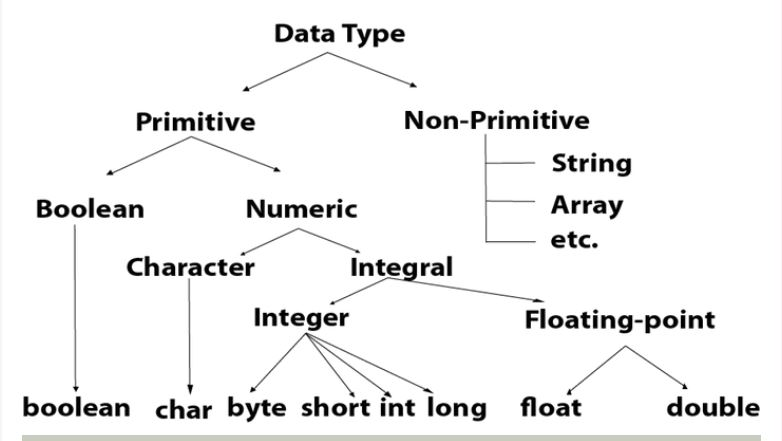 Data Type
Primitive
Non-Primitive
String
Array
etc.
Boolean
Numeric
Character
Integral
Integer
Floating-point
boolean char byte short int long float double